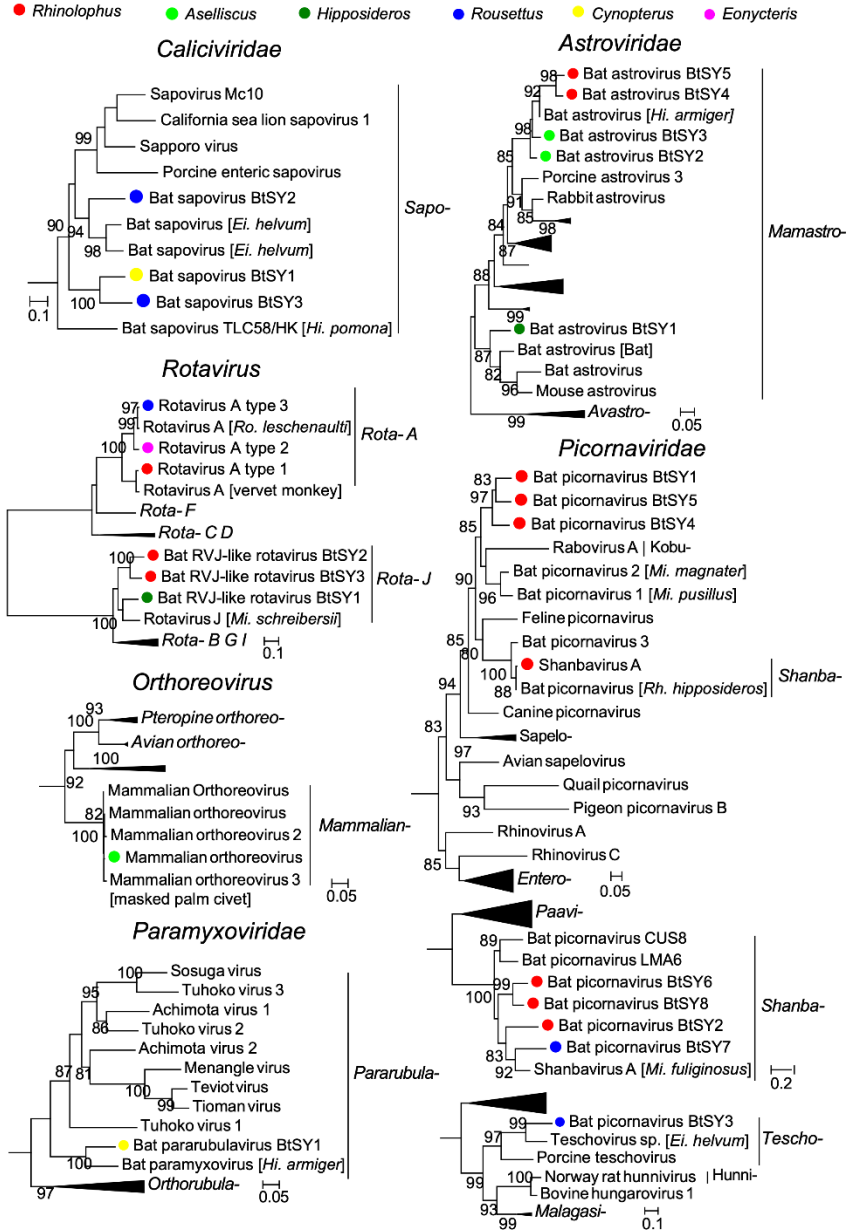 Rhinolophus Aselliscus Hipposideros Rousettus Cynopterus Eonycteris
Caliciviridae
Sapovirus Mc10
California sea lion sapovirus 1
99
Sapporo virus
Porcine enteric sapovirus
Bat sapovirus BtSY2
90
94
Bat sapovirus [Ei. helvum]
98
Bat sapovirus [Ei. helvum]
Bat sapovirus BtSY1
100
Bat sapovirus BtSY3
Bat sapovirus TLC58/HK [Hi. pomona]
Sapo-
0.1
Rotavirus
97
Rotavirus A type 3
99
Rotavirus A [Ro. leschenaulti]
100
Rotavirus A type 2
Rotavirus A type 1
Rotavirus A [vervet monkey]
Rota- A
Rota- F
Rota- C D
100
Bat RVJ-like rotavirus BtSY2
Bat RVJ-like rotavirus BtSY3
Bat RVJ-like rotavirus BtSY1
Rotavirus J [Mi. schreibersii]
Rota- J
100
Rota- B G I
0.1
Orthoreovirus
93
100
Pteropine orthoreo-
Avian orthoreo-
100
92
Mammalian Orthoreovirus
82
Mammalian orthoreovirus
100
Mammalian orthoreovirus 2
Mammalian orthoreovirus
Mammalian orthoreovirus 3
[masked palm civet]
Mammalian-
0.05
Paramyxoviridae
100
Sosuga virus
95
Tuhoko virus 3
Achimota virus 1
86
Tuhoko virus 2
Achimota virus 2
87
81
Menangle virus
100
Teviot virus
99
Tioman virus
Tuhoko virus 1
Bat pararubulavirus BtSY1
100
Bat paramyxovirus [Hi. armiger]
Pararubula-
97
Orthorubula-
0.05
Astroviridae
98
Bat astrovirus BtSY5
92
Bat astrovirus BtSY4
Bat astrovirus [Hi. armiger]
98
Bat astrovirus BtSY3
85
Bat astrovirus BtSY2
Porcine astrovirus 3
91
Rabbit astrovirus
85
98
84
87
88
99
Bat astrovirus BtSY1
87
Bat astrovirus [Bat]
82
Bat astrovirus
96
Mouse astrovirus
Mamastro-
99
Avastro-
0.05
Picornaviridae
83
Bat picornavirus BtSY1
97
Bat picornavirus BtSY5
85
Bat picornavirus BtSY4
Rabovirus A | Kobu-
90
Bat picornavirus 2 [Mi. magnater]
96
Bat picornavirus 1 [Mi. pusillus]
Feline picornavirus
85
80
Bat picornavirus 3
100
Shanbavirus A
88
Bat picornavirus [Rh. hipposideros]
Shanba-
94
Canine picornavirus
83
Sapelo-
97
Avian sapelovirus
Quail picornavirus
93
Pigeon picornavirus B
Rhinovirus A
85
Rhinovirus C
Entero-
0.05
Paavi-
89
Bat picornavirus CUS8
Bat picornavirus LMA6
99
Bat picornavirus BtSY6
100
Bat picornavirus BtSY8
Bat picornavirus BtSY2
83
Bat picornavirus BtSY7
92
Shanbavirus A [Mi. fuliginosus]
Shanba-
0.2
99
Bat picornavirus BtSY3
97
Teschovirus sp. [Ei. helvum]
Porcine teschovirus
Tescho-
99
100
Norway rat hunnivirus
Hunni-
Bovine hungarovirus 1
93
Malagasi-
99
0.1